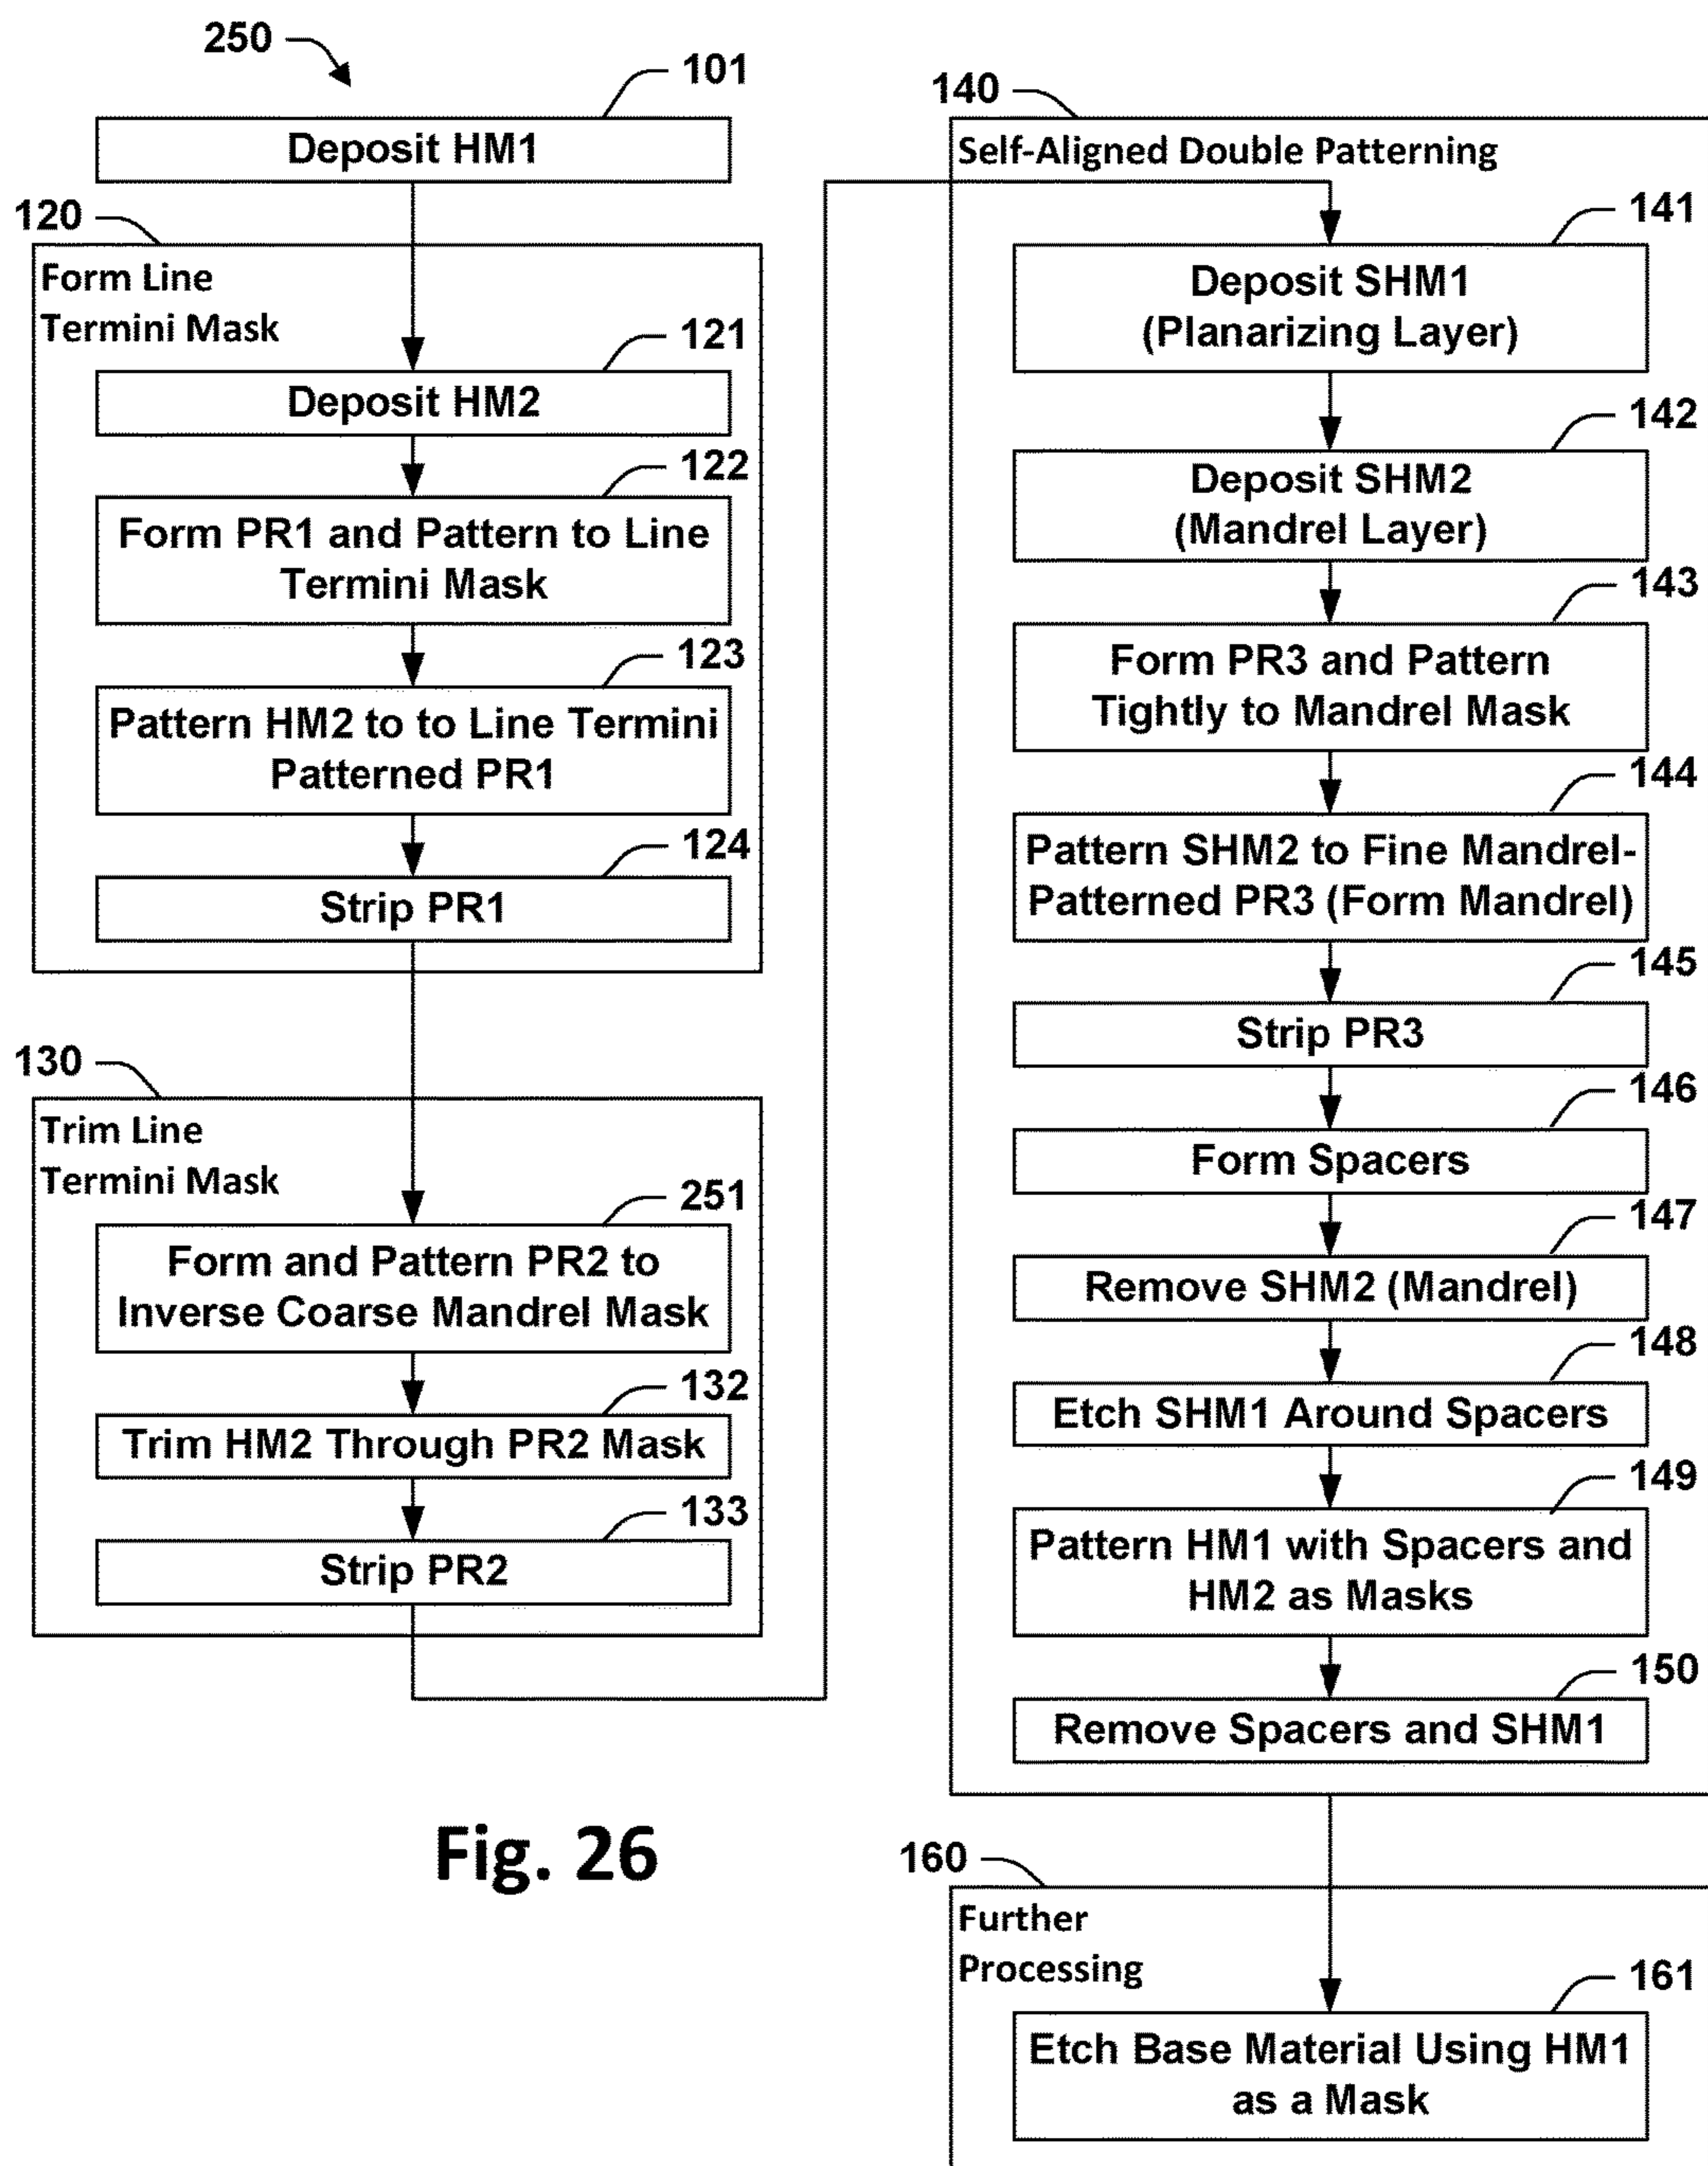 250
101
Deposit HM1
120
Form Line
Termini Mask
121
Deposit HM2
122
Form PR1 and Pattern to Line
Termini Mask
123
Pattern HM2 to to Line Termini
Patterned PR1
124
Strip PR1
130
Trim Line
Termini Mask
251
Form and Pattern PR2 to
Inverse Coarse Mandrel Mask
132
Trim HM2 Through PR2 Mask
133
Strip PR2
140
Self-Aligned Double Patterning
141
Deposit SHM1
(Planarizing Layer)
142
Deposit SHM2
(Mandrel Layer)
143
Form PR3 and Pattern
Tightly to Mandrel Mask
144
Pattern SHM2 to Fine Mandrel-
Patterned PR3 (Form Mandrel)
145
Strip PR3
146
Form Spacers
147
Remove SHM2 (Mandrel)
148
Etch SHM1 Around Spacers
149
Pattern HM1 with Spacers and
HM2 as Masks
150
Remove Spacers and SHM1
160
Further
Processing
161
Etch Base Material Using HM1
as a Mask
Fig. 26